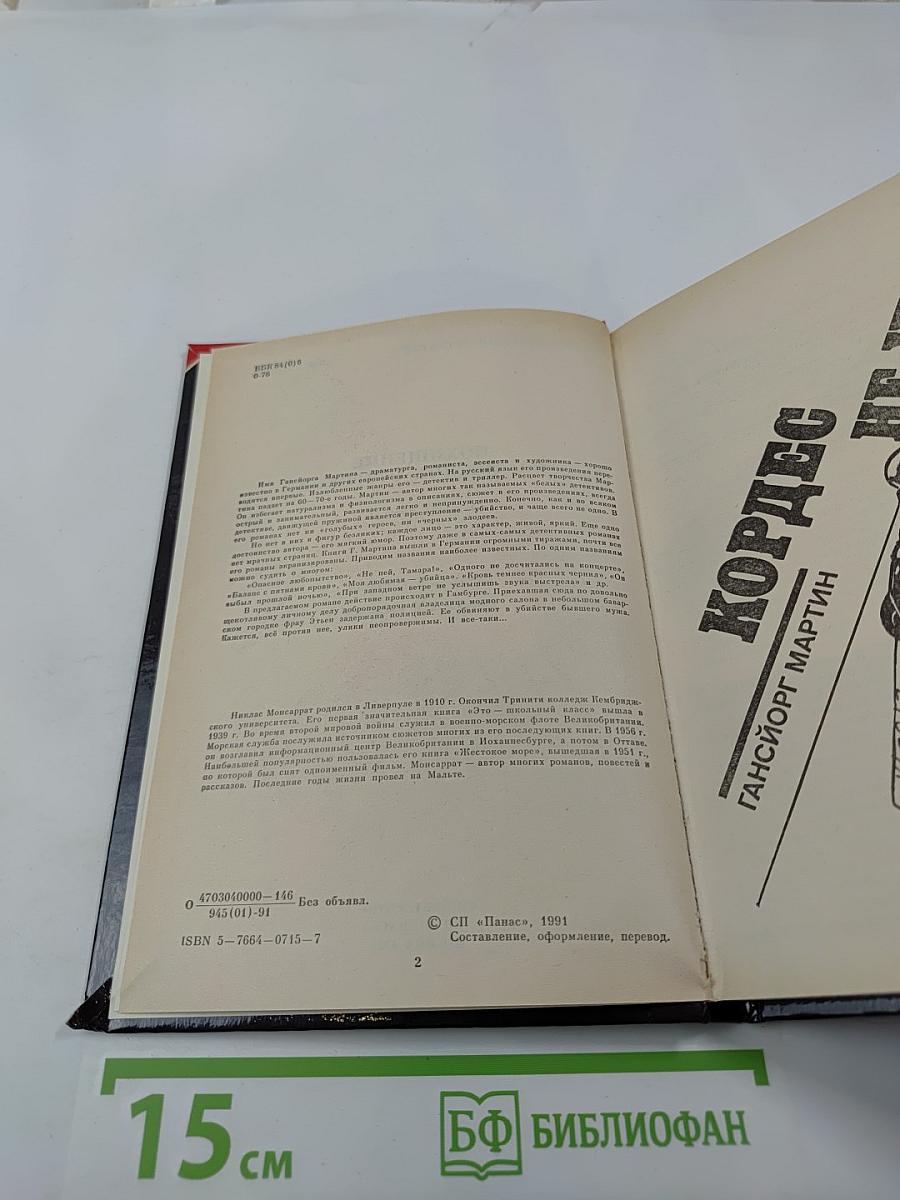 ББК 84(0)6
О-78
Имя Гансйорга Мартина — драматурга, романиста, эссеиста и художника — хорошо
известно в Германии и других европейских странах. На русский язык его произведения пере-
водятся впервые. Излюбленные жанры его — детектив и триллер. Расцвет творчества Мар-
тина падает на 60—70-е годы. Мартин — автор многих так называемых «белых» детективов.
Он избегает натурализма и физиологизма в описаниях, сюжет в его произведениях, всегда
острый и занимательный, развивается легко и непринужденно. Конечно, как и во всяком
детективе, движущей пружиной является преступление — убийство, и чаще всего не одно. В
его романах нет ни «голубых» героев, ни «черных» злодеев.
Но нет в них и фигур безликих; каждое лицо — это характер, живой, яркий. Еще одно
достоинство автора — его мягкий юмор. Поэтому даже в самых-самых детективных романах
нет мрачных страниц. Книги Г. Мартина вышли в Германии огромными тиражами, почти все
его романы экранизированы. Приводим названия наиболее известных. По одним названиям
можно судить о многом:
«Опасное любопытство», «Не пей, Тамара!», «Одного не досчитались на концерте»,
«Баланс с пятнами крови», «Моя любимая — убийца», «Кровь темнее красных чернил», «Он
выбыл прошлой ночью», «При западном ветре не услышишь звука выстрела» и др.
В предлагаемом романе действие происходит в Гамбурге. Приехавшая сюда по довольно
щекотливому личному делу добропорядочная владелица модного салона в небольшом бавар-
ском городке фрау Этьен задержана полицией. Ее обвиняют в убийстве бывшего мужа.
Кажется, всё против нее, улики неопровержимы. И все-таки...
Никлас Монсаррат родился в Ливерпуле в 1910 г. Окончил Тринити колледж Кембридж-
ского университета. Его первая значительная книга «Это — школьный класс» вышла в
1939 г. Во время второй мировой войны служил в военно-морском флоте Великобритании.
Морская служба послужила источником сюжетов многих из его последующих книг. В 1956 г.
он возглавил информационный центр Великобритании в Йоханнесбурге, а потом в Оттаве.
Наибольшей популярностью пользовалась его книга «Жестокое море», вышедшая в 1951 г.,
по которой был снят одноименный фильм. Монсаррат — автор многих романов, повестей и
рассказов. Последние годы жизни провел на Мальте.
О 4703040000—146
945(01)-91 Без объявл.
ISBN 5—7664—0715—7
© СП «Панас», 1991
Составление, оформление, перевод.
2
КОРДЕС
НЕ
ГАНСЙОРГ МАРТИН
15 см
БФ БИБЛИОФАН